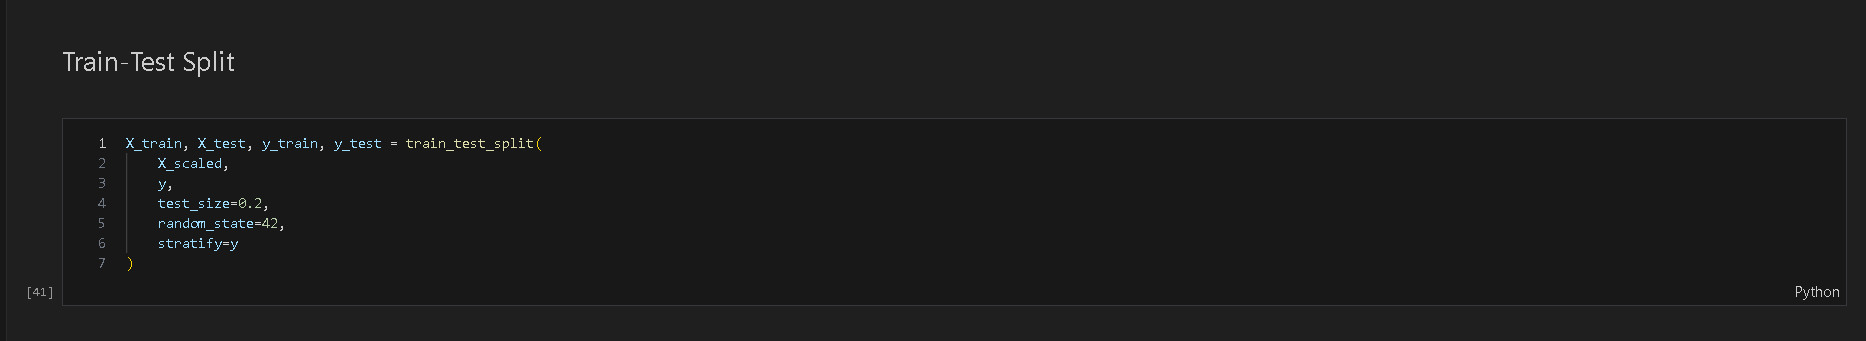 Train-Test Split
1 X_train, X_test, y_train, y_test = train_test_split(
2     X_scaled,
3     y,
4     test_size=0.2,
5     random_state=42,
6     stratify=y
7 )
[41]
Python